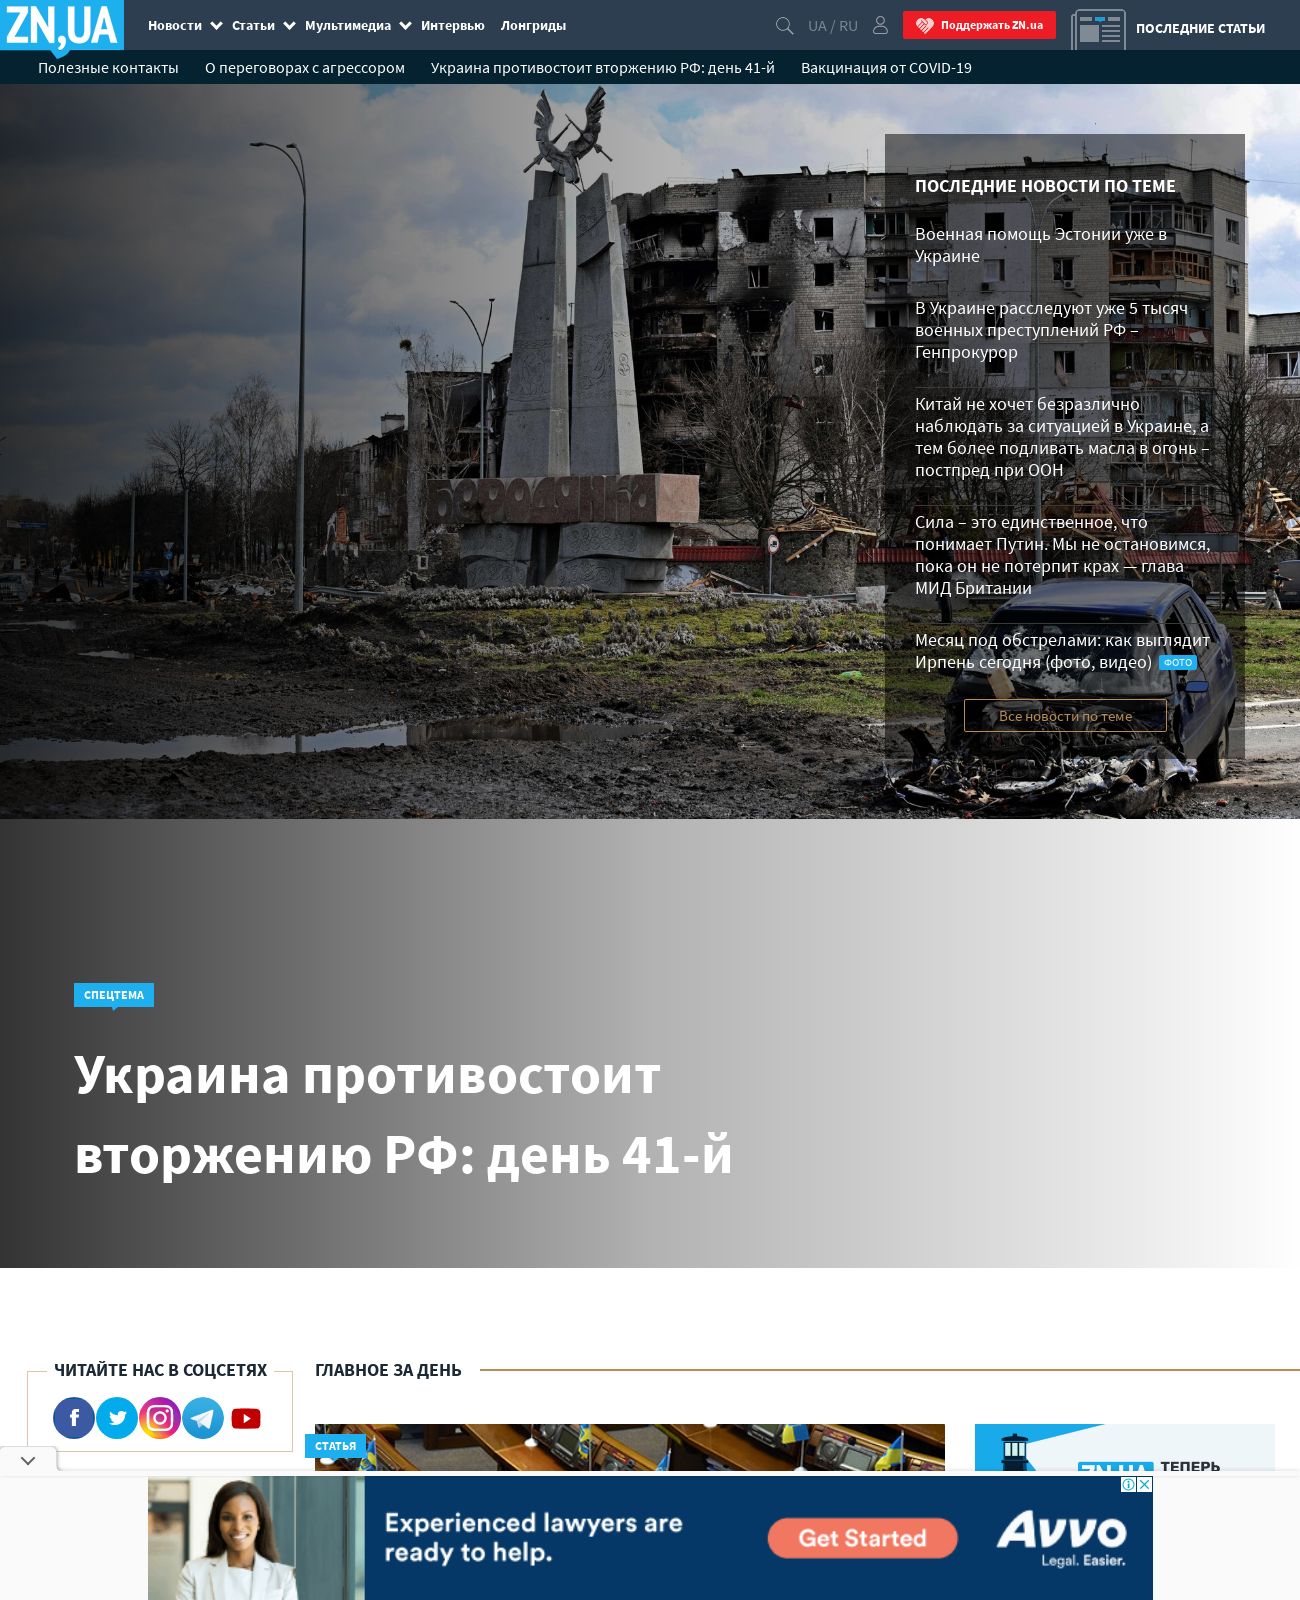 ZN,UA
Новости
Статьи
Мультимедиа
Интервью
Лонгриды
UA / RU
Поддержать ZN.ua
ПОСЛЕДНИЕ СТАТЬИ
Полезные контакты
О переговорах с агрессором
Украина противостоит вторжению РФ: день 41-й
Вакцинация от COVID-19
Бородянка
ПОСЛЕДНИЕ НОВОСТИ ПО ТЕМЕ
Военная помощь Эстонии уже в
Украине
В Украине расследуют уже 5 тысяч
военных преступлений РФ –
Генпрокурор
Китай не хочет безразлично
наблюдать за ситуацией в Украине, а
тем более подливать масла в огонь –
постпред при ООН
Сила – это единственное, что
понимает Путин. Мы не остановимся,
пока он не потерпит крах — глава
МИД Британии
Месяц под обстрелами: как выглядит
Ирпень сегодня (фото, видео) ФОТО
Все новости по теме
СПЕЦТЕМА
Украина противостоит
вторжению РФ: день 41-й
ЧИТАЙТЕ НАС В СОЦСЕТЯХ
ГЛАВНОЕ ЗА ДЕНЬ
СТАТЬЯ
ZN,UA ТЕПЕРЬ
Experienced lawyers are
ready to help.
Get Started
Avvo
Legal. Easier.